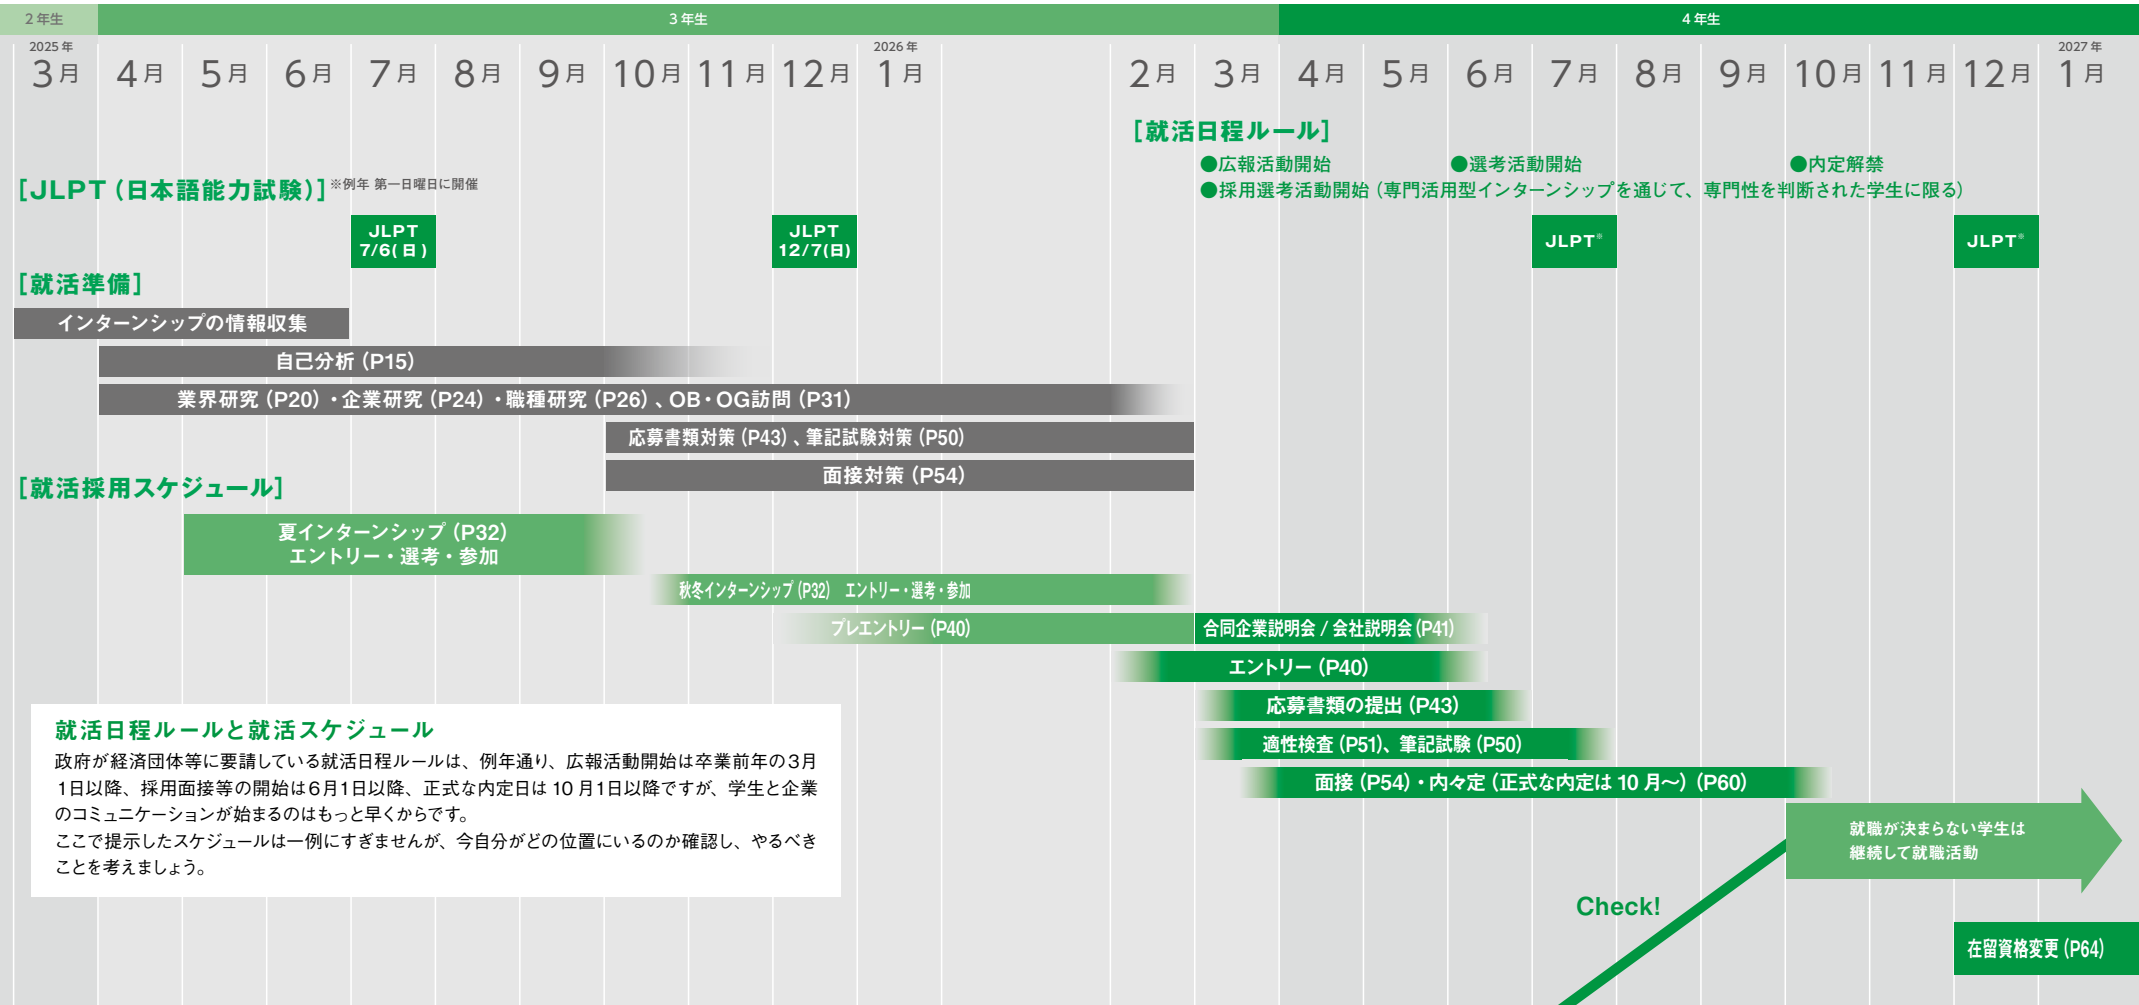 2年生
3年生
4年生
2025年
2026年
2027年
3月 4月 5月 6月 7月 8月 9月 10月 11月 12月 1月 2月 3月 4月 5月 6月 7月 8月 9月 10月 11月 12月 1月
［就活日程ルール］
●広報活動開始
●選考活動開始
●内定解禁
●採用選考活動開始（専門活用型インターンシップを通じて、専門性を判断された学生に限る）
［JLPT（日本語能力試験）］※例年 第一日曜日に開催
JLPT
7/6(日)
JLPT
12/7(日)
JLPT※
JLPT※
［就活準備］
インターンシップの情報収集
自己分析（P15）
業界研究（P20）・企業研究（P24）・職種研究（P26）、OB・OG訪問（P31）
応募書類対策（P43）、筆記試験対策（P50）
面接対策（P54）
［就活採用スケジュール］
夏インターンシップ（P32）
エントリー・選考・参加
秋冬インターンシップ（P32） エントリー・選考・参加
プレエントリー（P40）
合同企業説明会 / 会社説明会（P41）
エントリー（P40）
応募書類の提出（P43）
適性検査（P51）、筆記試験（P50）
面接（P54）・内々定（正式な内定は 10 月〜）（P60）
就職が決まらない学生は
継続して就職活動
Check!
在留資格変更（P64）
就活日程ルールと就活スケジュール
政府が経済団体等に要請している就活日程ルールは、例年通り、広報活動開始は卒業前年の3月
1日以降、採用面接等の開始は6月1日以降、正式な内定日は 10 月1日以降ですが、学生と企業
のコミュニケーションが始まるのはもっと早くからです。
ここで提示したスケジュールは一例にすぎませんが、今自分がどの位置にいるのか確認し、やるべき
ことを考えましょう。